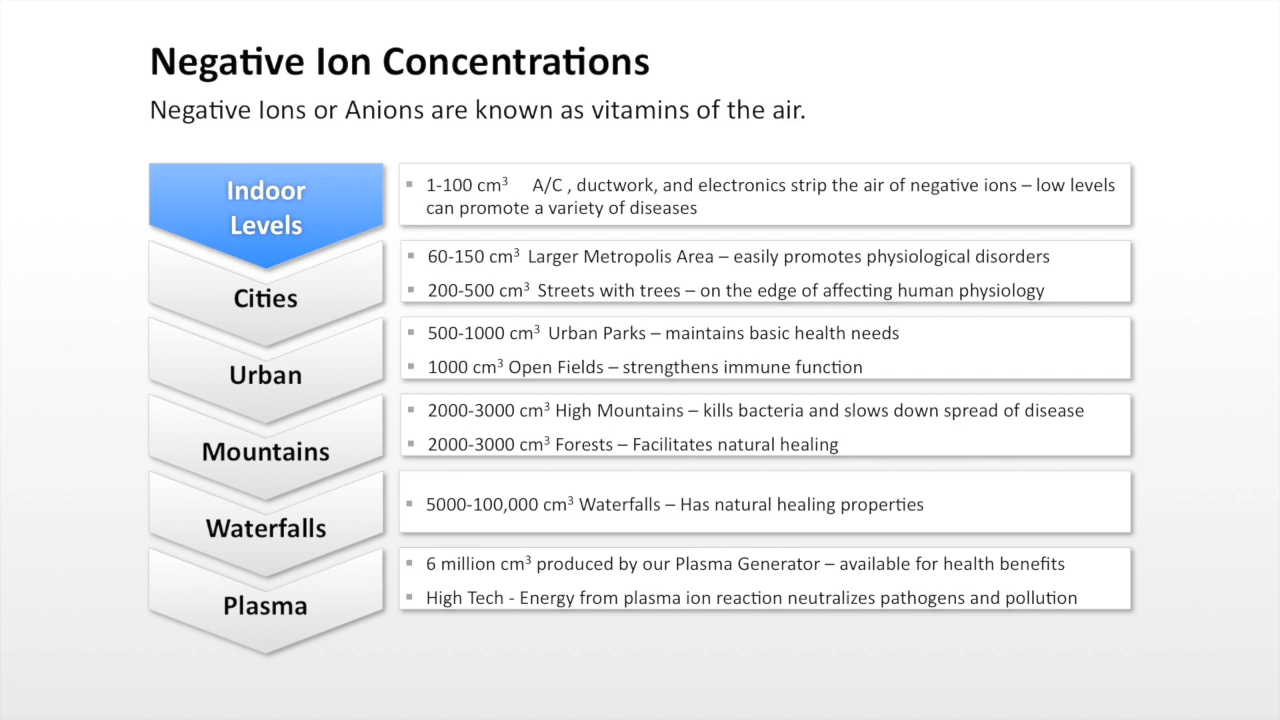 Negative Ion Concentrations
Negative Ions or Anions are known as vitamins of the air.
Indoor
Levels
▪ 1-100 cm³ A/C , ductwork, and electronics strip the air of negative ions – low levels
can promote a variety of diseases
Cities
▪ 60-150 cm³ Larger Metropolis Area – easily promotes physiological disorders
▪ 200-500 cm³ Streets with trees – on the edge of affecting human physiology
Urban
▪ 500-1000 cm³ Urban Parks – maintains basic health needs
▪ 1000 cm³ Open Fields – strengthens immune function
Mountains
▪ 2000-3000 cm³ High Mountains – kills bacteria and slows down spread of disease
▪ 2000-3000 cm³ Forests – Facilitates natural healing
Waterfalls
▪ 5000-100,000 cm³ Waterfalls – Has natural healing properties
Plasma
▪ 6 million cm³ produced by our Plasma Generator – available for health benefits
▪ High Tech - Energy from plasma ion reaction neutralizes pathogens and pollution